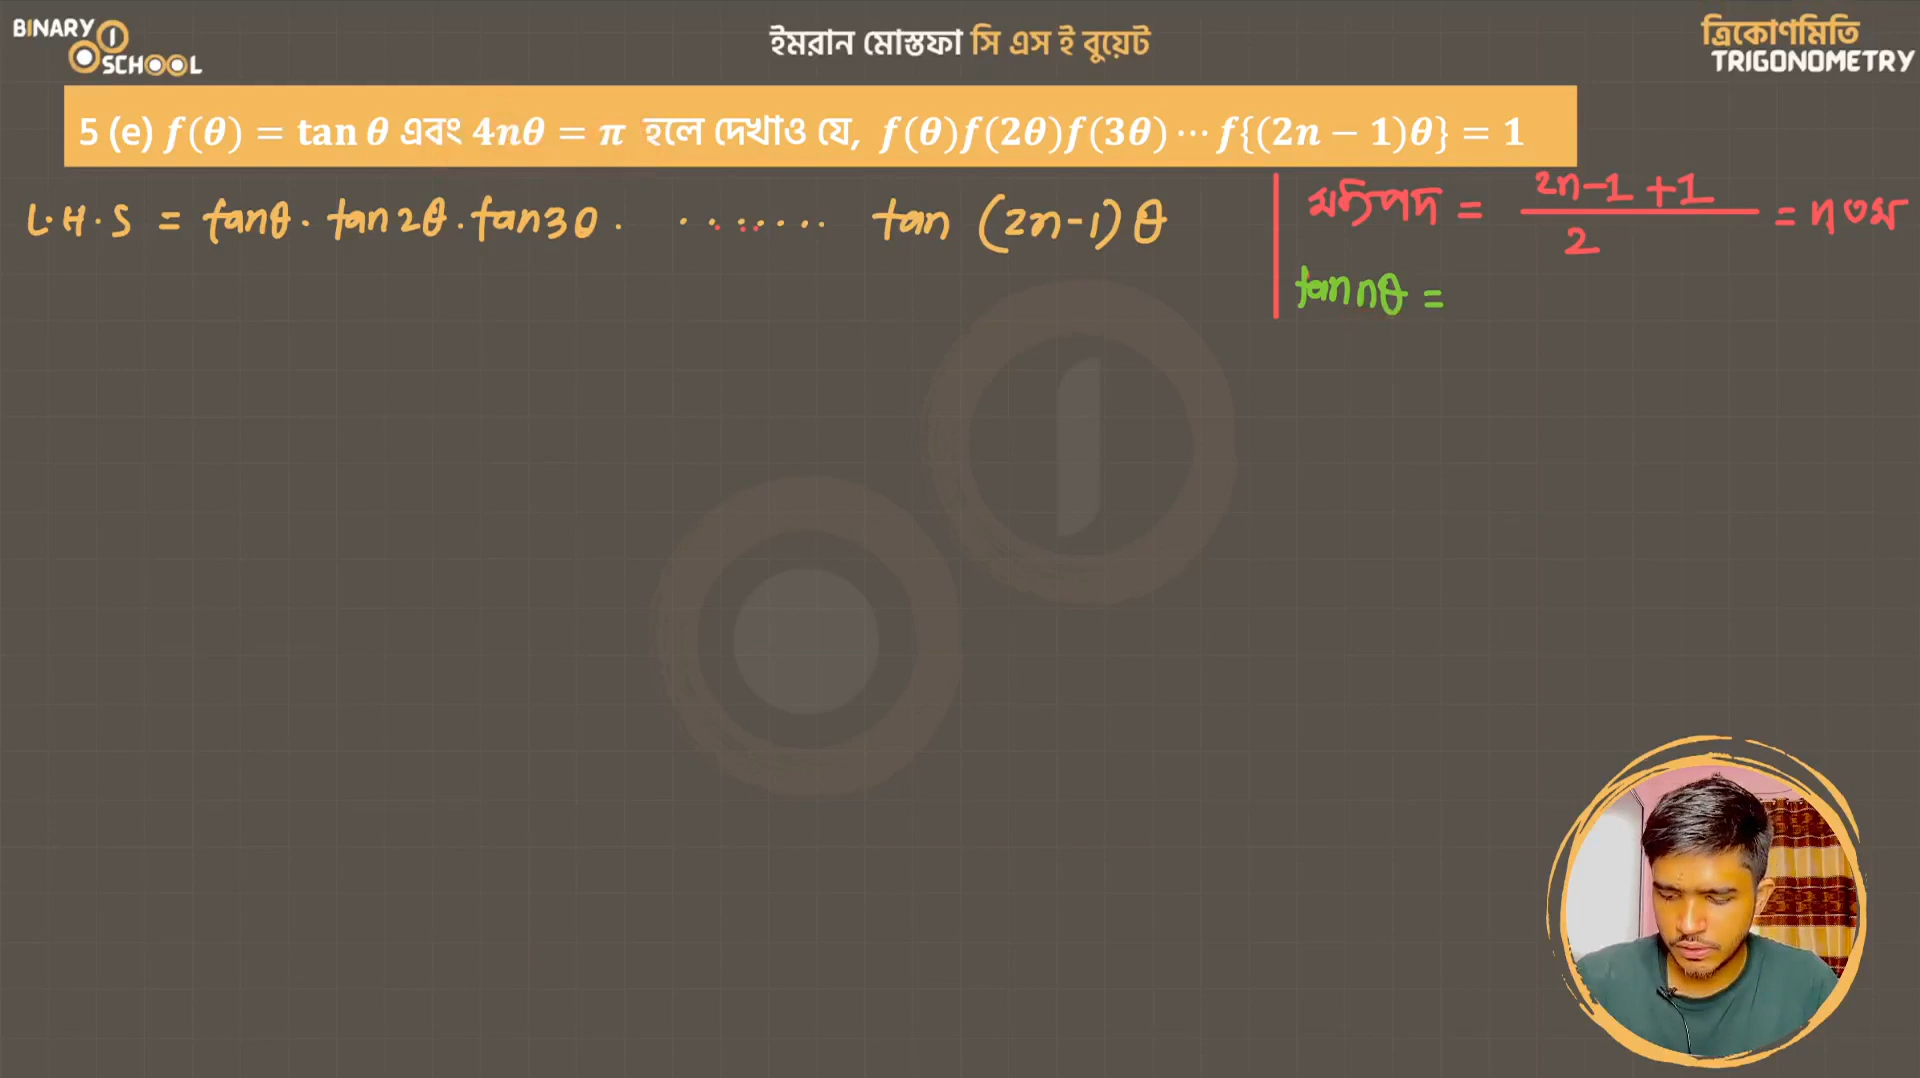 BINARY SCHOOL
ইমরান মোস্তফা সি এস ই বুয়েট
ত্রিকোণমিতি
TRIGONOMETRY
5 (e) f(θ) = tan θ এবং 4nθ = π হলে দেখাও যে, f(θ)f(2θ)f(3θ) ⋯ f{(2n − 1)θ} = 1
L.H.S = tanθ . tan2θ . tan3θ . ........ tan (2n-1) θ
মধ্যপদ = (2n-1+1)/2 = n তম
tan nθ =